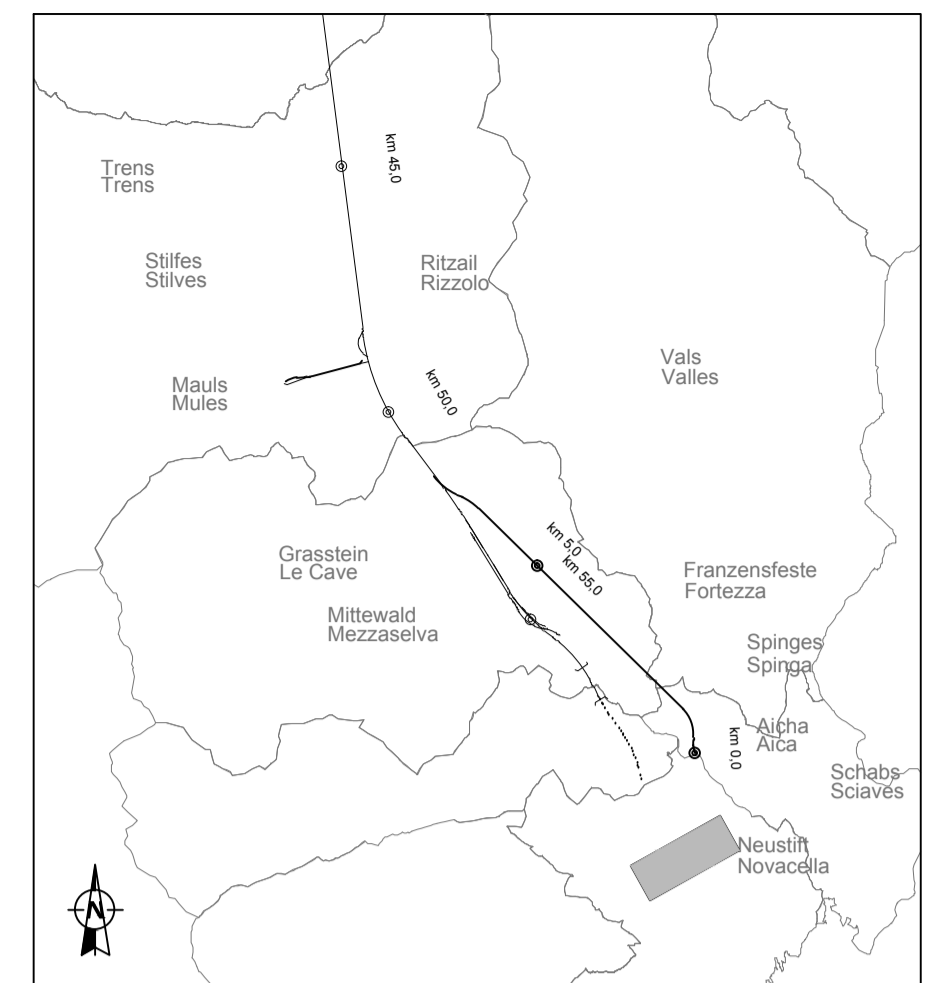 km 45,0
Trens
Trens
Stilfes
Stilves
Ritzail
Rizzolo
Vals
Valles
Mauls
Mules
km 50,0
km 5,0
km 55,0
Grasstein
Le Cave
Franzensfeste
Fortezza
Mittewald
Mezzaselva
Spinges
Spinga
Aicha
Aica
km 0,0
Schabs
Sciaves
Neustift
Novacella
N